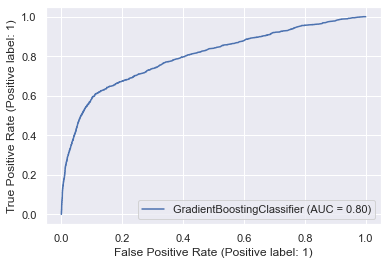 1.0
0.8
0.6
0.4
0.2
0.0
True Positive Rate (Positive label: 1)
GradientBoostingClassifier (AUC = 0.80)
0.0 0.2 0.4 0.6 0.8 1.0
False Positive Rate (Positive label: 1)